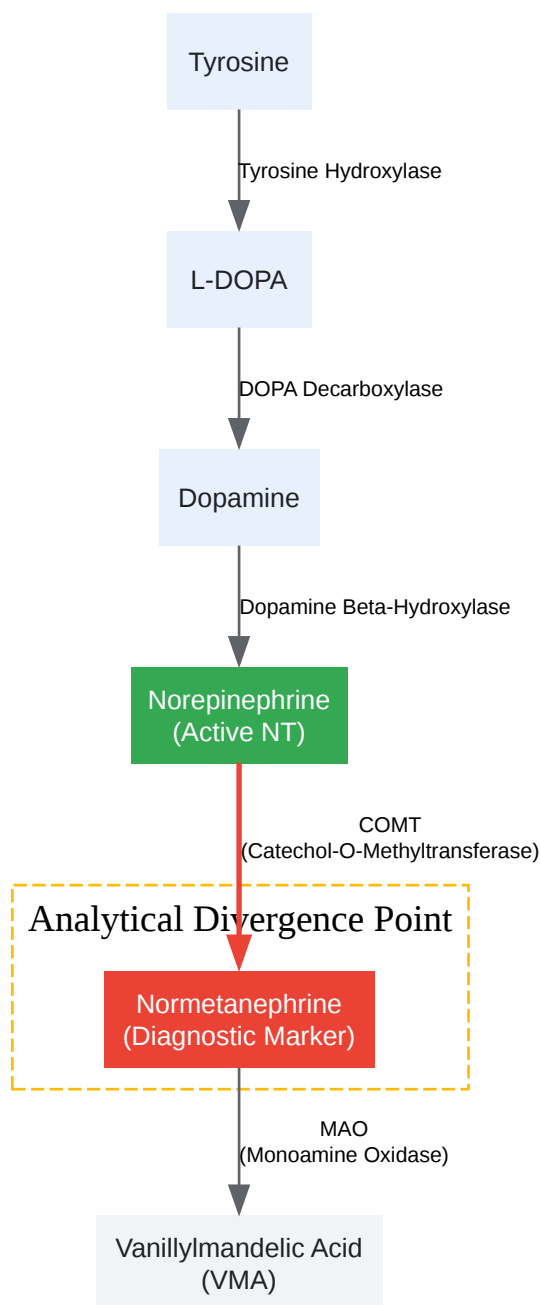 Tyrosine
Tyrosine Hydroxylase
L-DOPA
DOPA Decarboxylase
Dopamine
Dopamine Beta-Hydroxylase
Norepinephrine
(Active NT)
COMT
(Catechol-O-Methyltransferase)
Analytical Divergence Point
Normetanephrine
(Diagnostic Marker)
MAO
(Monoamine Oxidase)
Vanillylmandelic Acid
(VMA)